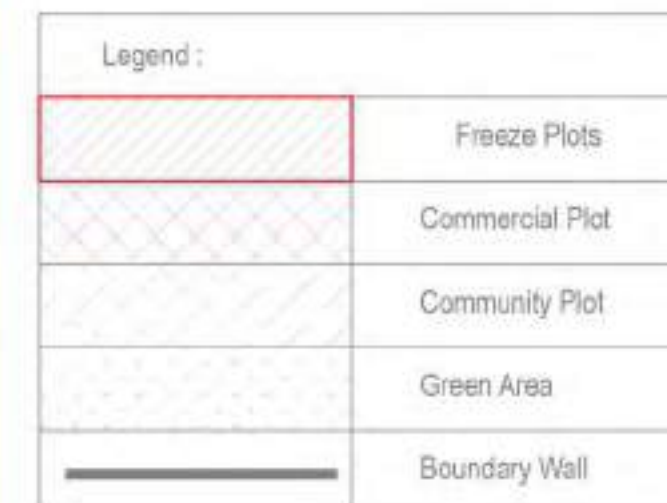 Legend :
Freeze Plots
Commercial Plot
Community Plot
Green Area
Boundary Wall